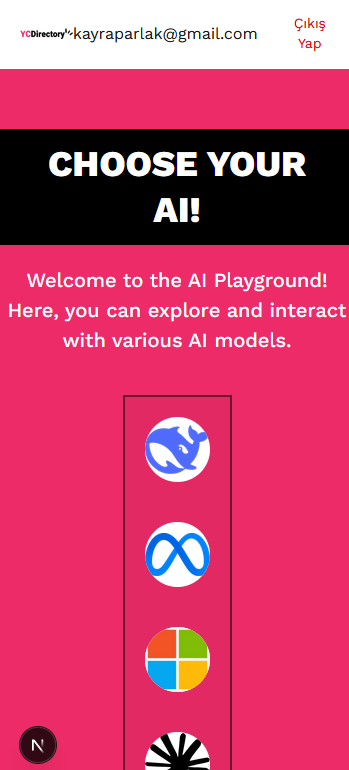 YCDirectory
kayraparlak@gmail.com
Çıkış
Yap
CHOOSE YOUR
AI!
Welcome to the AI Playground!
Here, you can explore and interact
with various AI models.
N